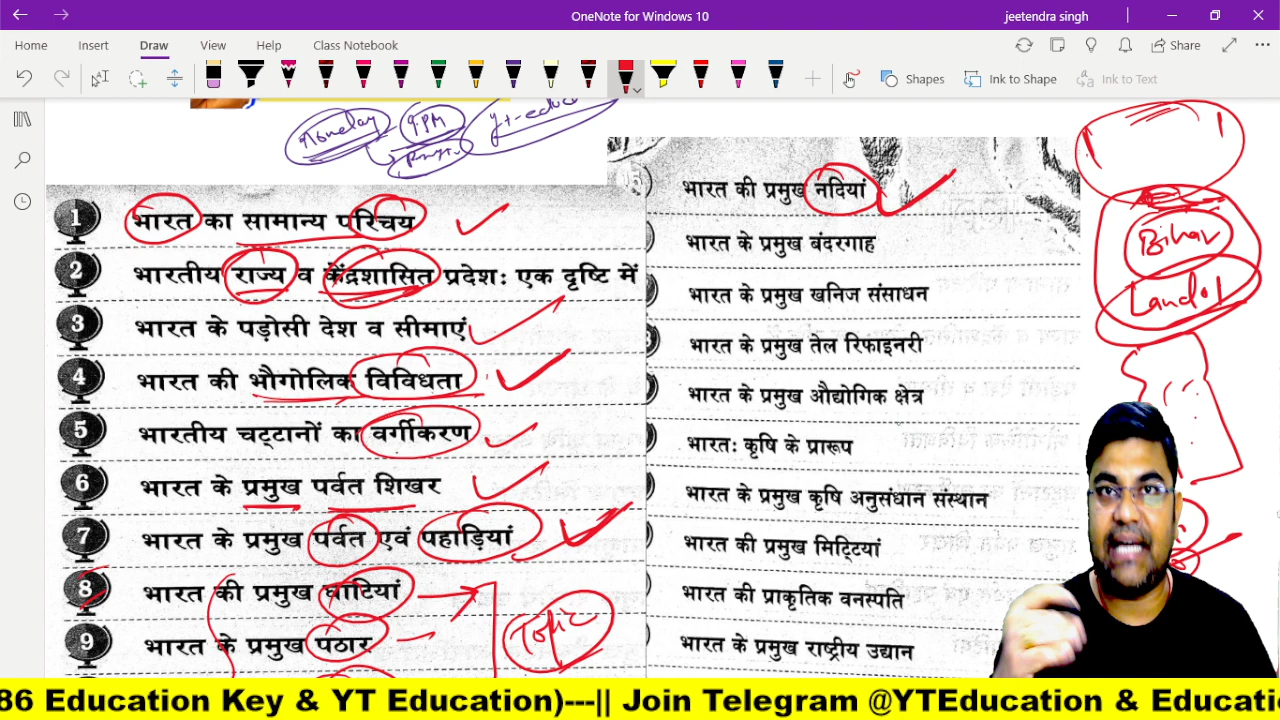 OneNote for Windows 10
jeetendra singh
Home Insert Draw View Help Class Notebook
Share
Shapes Ink to Shape Ink to Text
Monday 9:PM
1 भारत का सामान्य परिचय
2 भारतीय राज्य व केंद्रशासित प्रदेशः एक दृष्टि में
3 भारत के पड़ोसी देश व सीमाएं
4 भारत की भौगोलिक विविधता
5 भारतीय चट्टानों का वर्गीकरण
6 भारत के प्रमुख पर्वत शिखर
7 भारत के प्रमुख पर्वत एवं पहाड़ियां
8 भारत की प्रमुख घाटियां
9 भारत के प्रमुख पठार
Topic
भारत की प्रमुख नदियां
भारत के प्रमुख बंदरगाह
भारत के प्रमुख खनिज संसाधन
भारत के प्रमुख तेल रिफाइनरी
भारत के प्रमुख औद्योगिक क्षेत्र
भारतः कृषि के प्रारूप
भारत के प्रमुख कृषि अनुसंधान संस्थान
भारत की प्रमुख मिट्टियां
भारत की प्राकृतिक वनस्पति
भारत के प्रमुख राष्ट्रीय उद्यान
Bihar
86 Education Key & YT Education)---|| Join Telegram @YTEducation & Educati